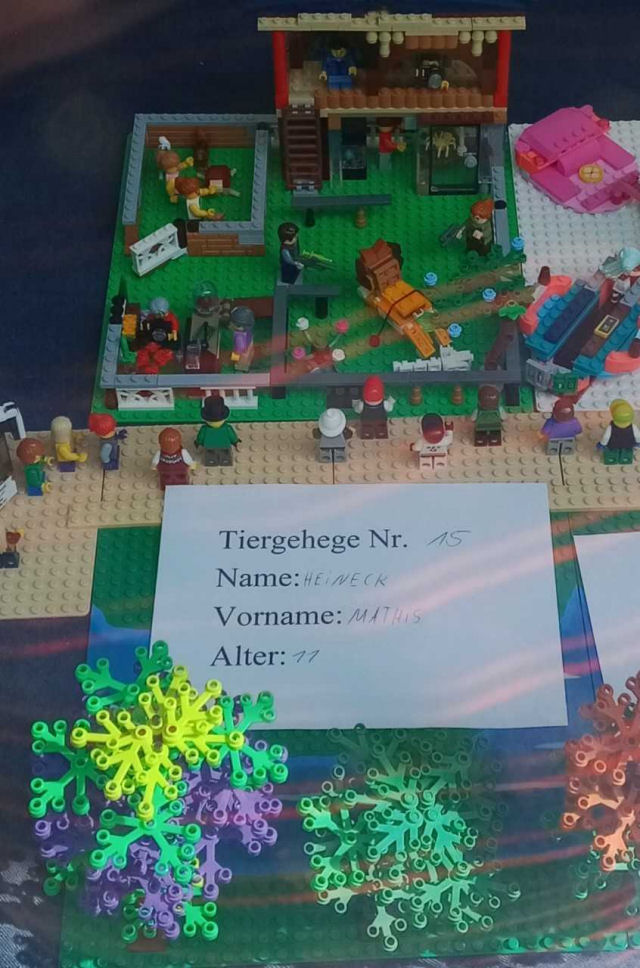 Tiergehege Nr. 15
Name: HEINECK
Vorname: MATHIS
Alter: 11